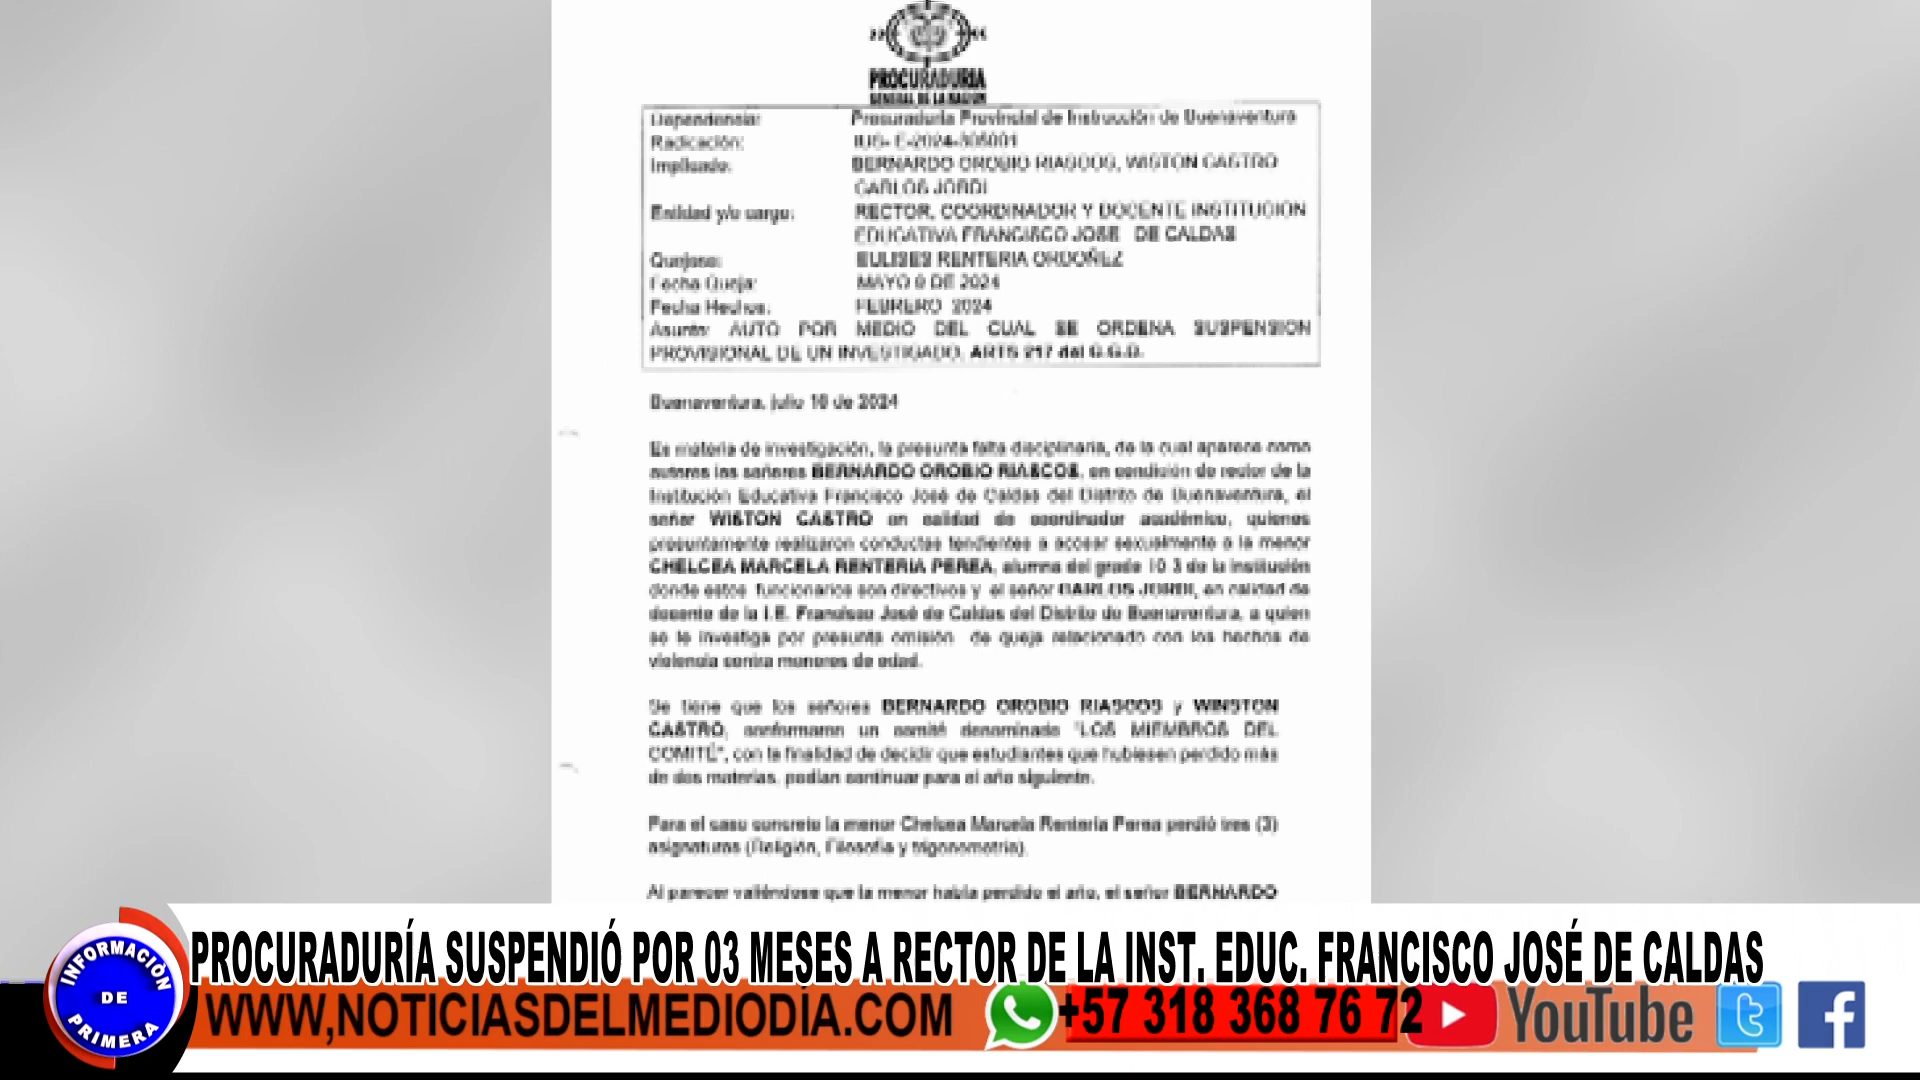 PROCURADURIA
GENERAL DE LA NACION
Dependencia: Procuraduría Provincial de Instrucción de Buenaventura
Radicación: IUS- E-2024-305001
Implicado: BERNARDO OROBIO RIASCOS, WISTON CASTRO
CARLOS JORDI
Entidad y/o cargo: RECTOR, COORDINADOR Y DOCENTE INSTITUCION
EDUCATIVA FRANCISCO JOSE DE CALDAS
Quejoso: EULISES RENTERIA ORDOÑEZ
Fecha Queja: MAYO DE 2024
Fecha Hechos: FEBRERO 2024
Asunto: AUTO POR MEDIO DEL CUAL SE ORDENA SUSPENSION
PROVISIONAL DE UN INVESTIGADO. ARTS 217 del C.G.D.
Buenaventura, julio de 2024
Es materia de investigación, la presunta falta disciplinaria, de la cual aparece como
autores los señores BERNARDO OROBIO RIASCOS, en condición de rector de la
Institución Educativa Francisco José de Caldas del Distrito de Buenaventura, el
señor WISTON CASTRO en calidad de coordinador académico, quienes
presuntamente realizaron conductas tendientes a acosar sexualmente a la menor
CHELCEA MARCELA RENTERIA PEREA, alumna del grado 10.3 de la institución
donde estos funcionarios son directivos y el señor CARLOS JORDI, en calidad de
docente de la I.E. Francisco José de Caldas del Distrito de Buenaventura, a quien
se le investiga por presunta omisión de queja relacionado con los hechos de
violencia contra menores de edad.
Se tiene que los señores BERNARDO OROBIO RIASCOS y WINSTON
CASTRO, conformaron un comité denominado "LOS MIEMBROS DEL
COMITÉ", con la finalidad de decidir que estudiantes que hubiesen perdido más
de dos materias, podían continuar para el año siguiente.
Para el caso concreto la menor Chelcea Marcela Renteria Perea perdió tres (3)
asignaturas (Religión, Filosofía y trigonometría).
Al parecer valiéndose que la menor había perdido el año, el señor BERNARDO
INFORMACIÓN
DE
PRIMERA
PROCURADURÍA SUSPENDIÓ POR 03 MESES A RECTOR DE LA INST. EDUC. FRANCISCO JOSÉ DE CALDAS
WWW,NOTICIASDELMEDIODÍA.COM +57 318 368 76 72 YouTube